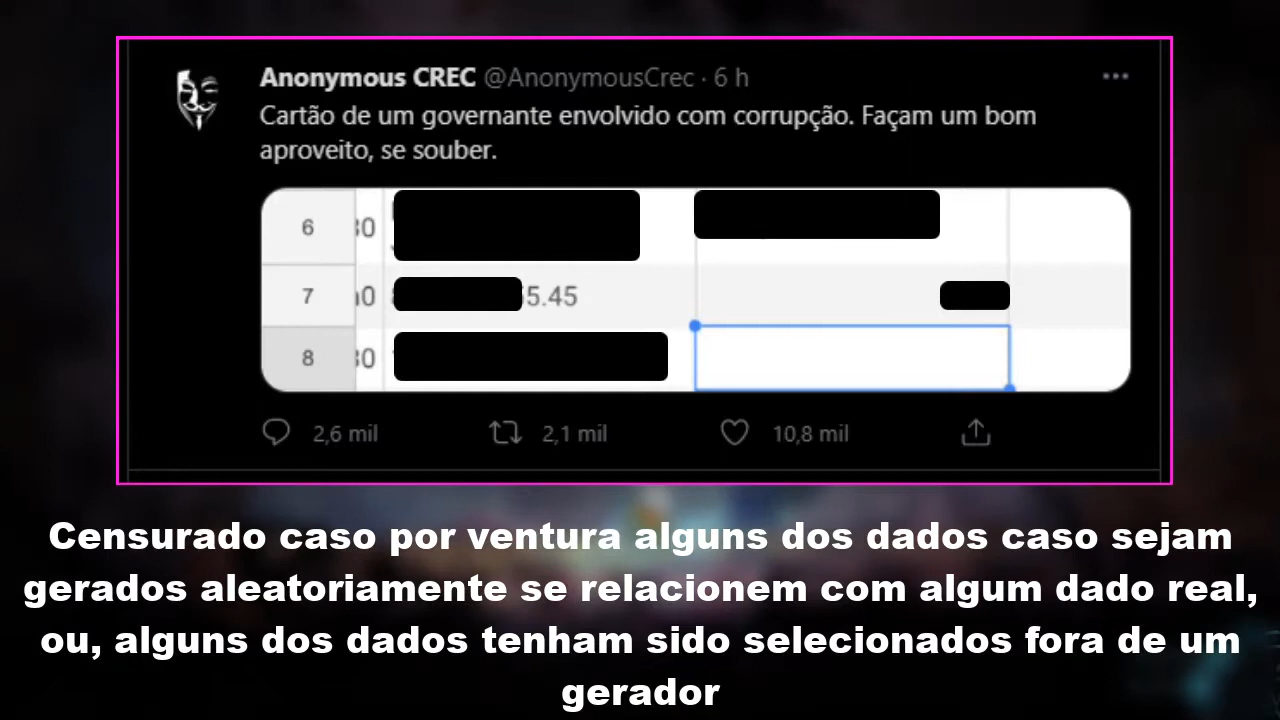 Anonymous CREC @AnonymousCrec · 6 h
Cartão de um governante envolvido com corrupção. Façam um bom
aproveito, se souber.
6
7 5.45
8
2,6 mil 2,1 mil 10,8 mil
Censurado caso por ventura alguns dos dados caso sejam
gerados aleatoriamente se relacionem com algum dado real,
ou, alguns dos dados tenham sido selecionados fora de um
gerador